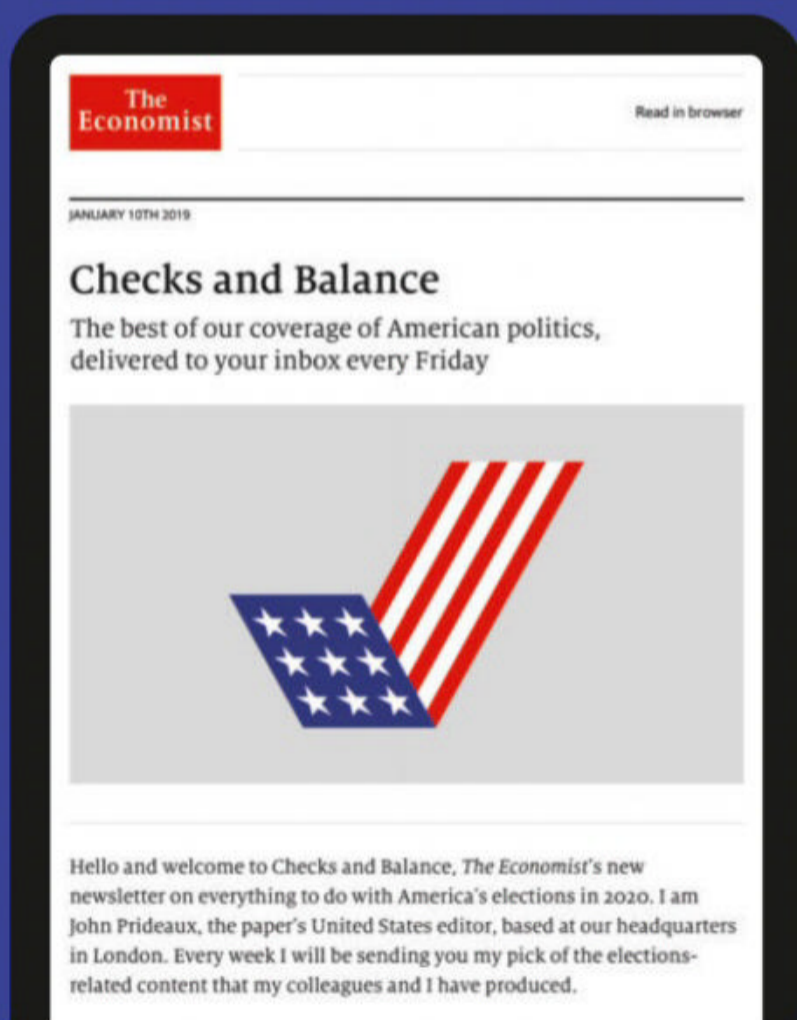 The
Economist
Read in browser
JANUARY 10TH 2019
Checks and Balance
The best of our coverage of American politics,
delivered to your inbox every Friday
Hello and welcome to Checks and Balance, The Economist's new
newsletter on everything to do with America's elections in 2020. I am
John Prideaux, the paper's United States editor, based at our headquarters
in London. Every week I will be sending you my pick of the elections-
related content that my colleagues and I have produced.